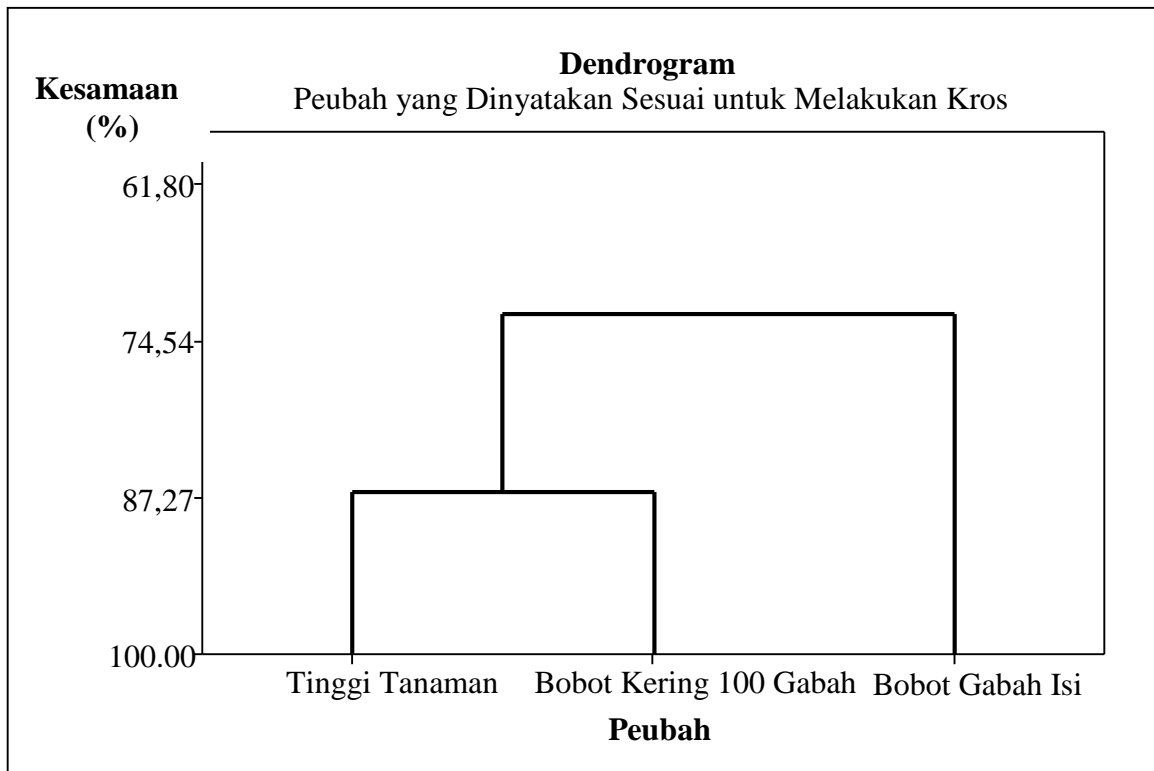 Dendrogram
Peubah yang Dinyatakan Sesuai untuk Melakukan Kros
Kesamaan
(%)
61,80
74,54
87,27
100.00
Tinggi Tanaman
Bobot Kering 100 Gabah
Bobot Gabah Isi
Peubah